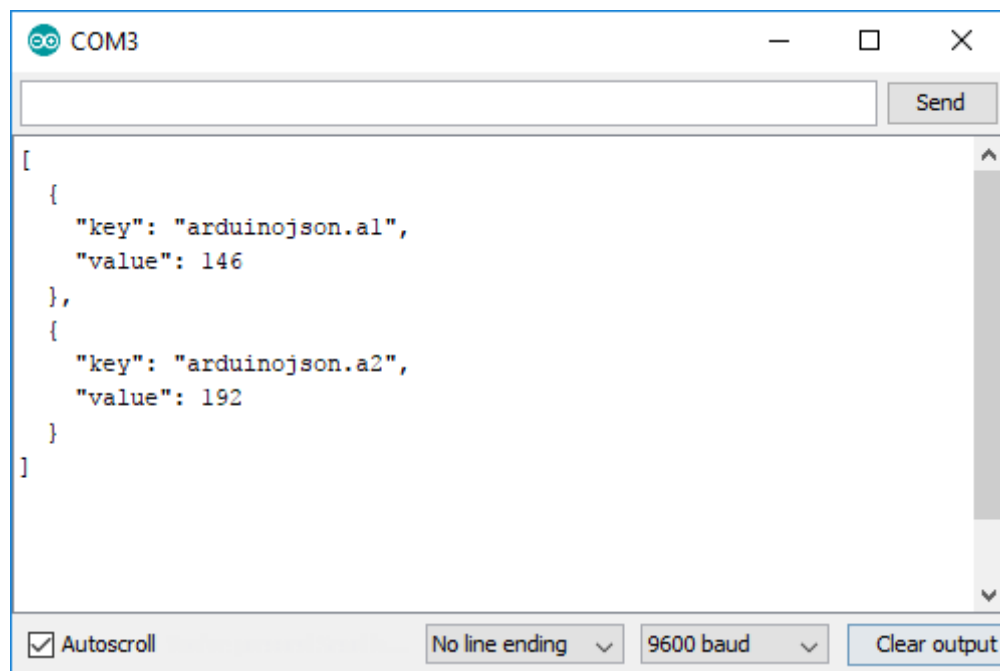 COM3
Send
[
  {
    "key": "arduinojson.a1",
    "value": 146
  },
  {
    "key": "arduinojson.a2",
    "value": 192
  }
]
Autoscroll No line ending 9600 baud Clear output